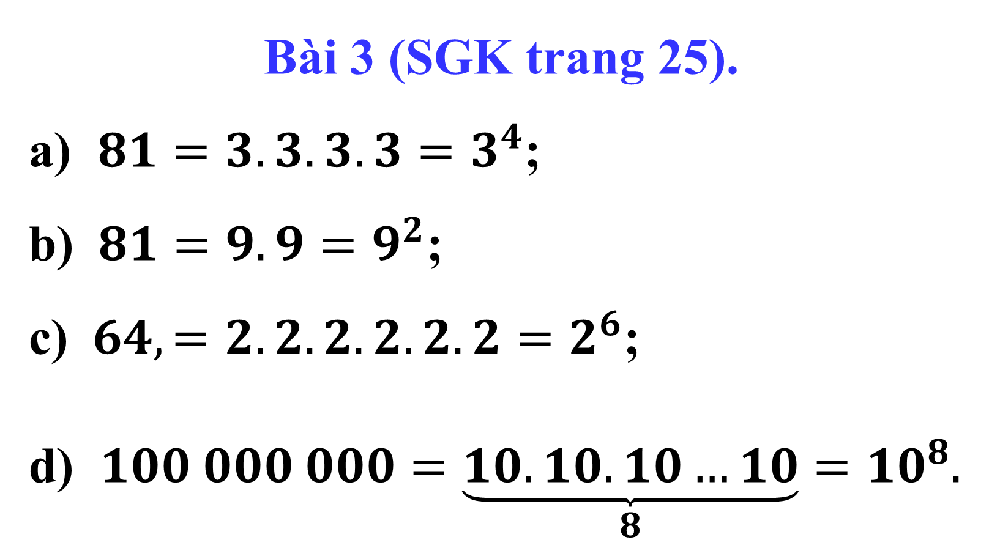 Bài 3 (SGK trang 25).
a) 81 = 3. 3. 3. 3 = 3⁴;
b) 81 = 9. 9 = 9²;
c) 64, = 2. 2. 2. 2. 2. 2 = 2⁶;
d) 100 000 000 = 10. 10. 10 ... 10 = 10⁸.
8